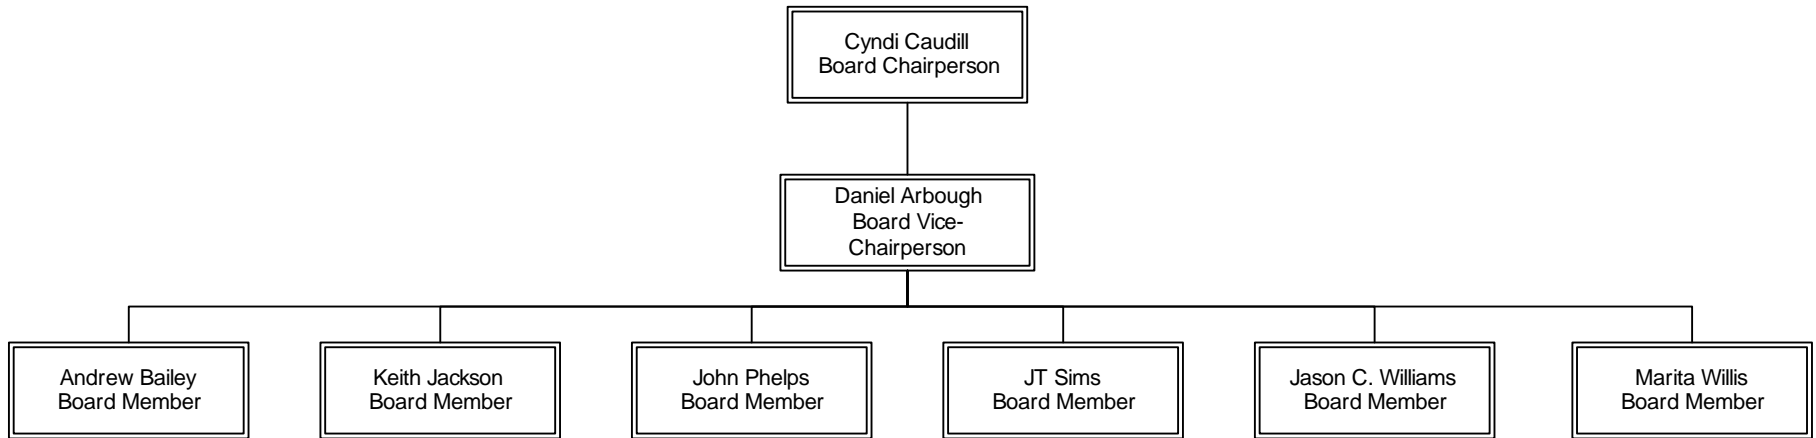 Cyndi Caudill
Board Chairperson
Daniel Arbough
Board Vice-
Chairperson
Andrew Bailey
Board Member
Keith Jackson
Board Member
John Phelps
Board Member
JT Sims
Board Member
Jason C. Williams
Board Member
Marita Willis
Board Member